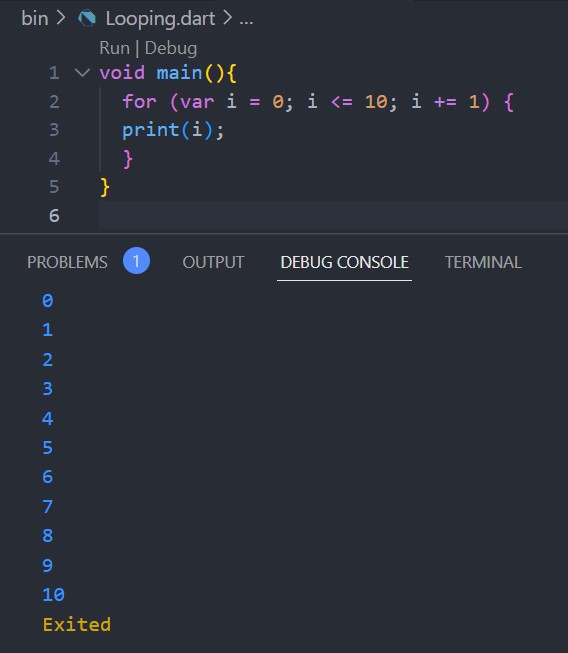 bin > Looping.dart > ...
Run | Debug
1 void main(){
2 for (var i = 0; i <= 10; i += 1) {
3 print(i);
4 }
5 }
6
PROBLEMS 1 OUTPUT DEBUG CONSOLE TERMINAL
0
1
2
3
4
5
6
7
8
9
10
Exited